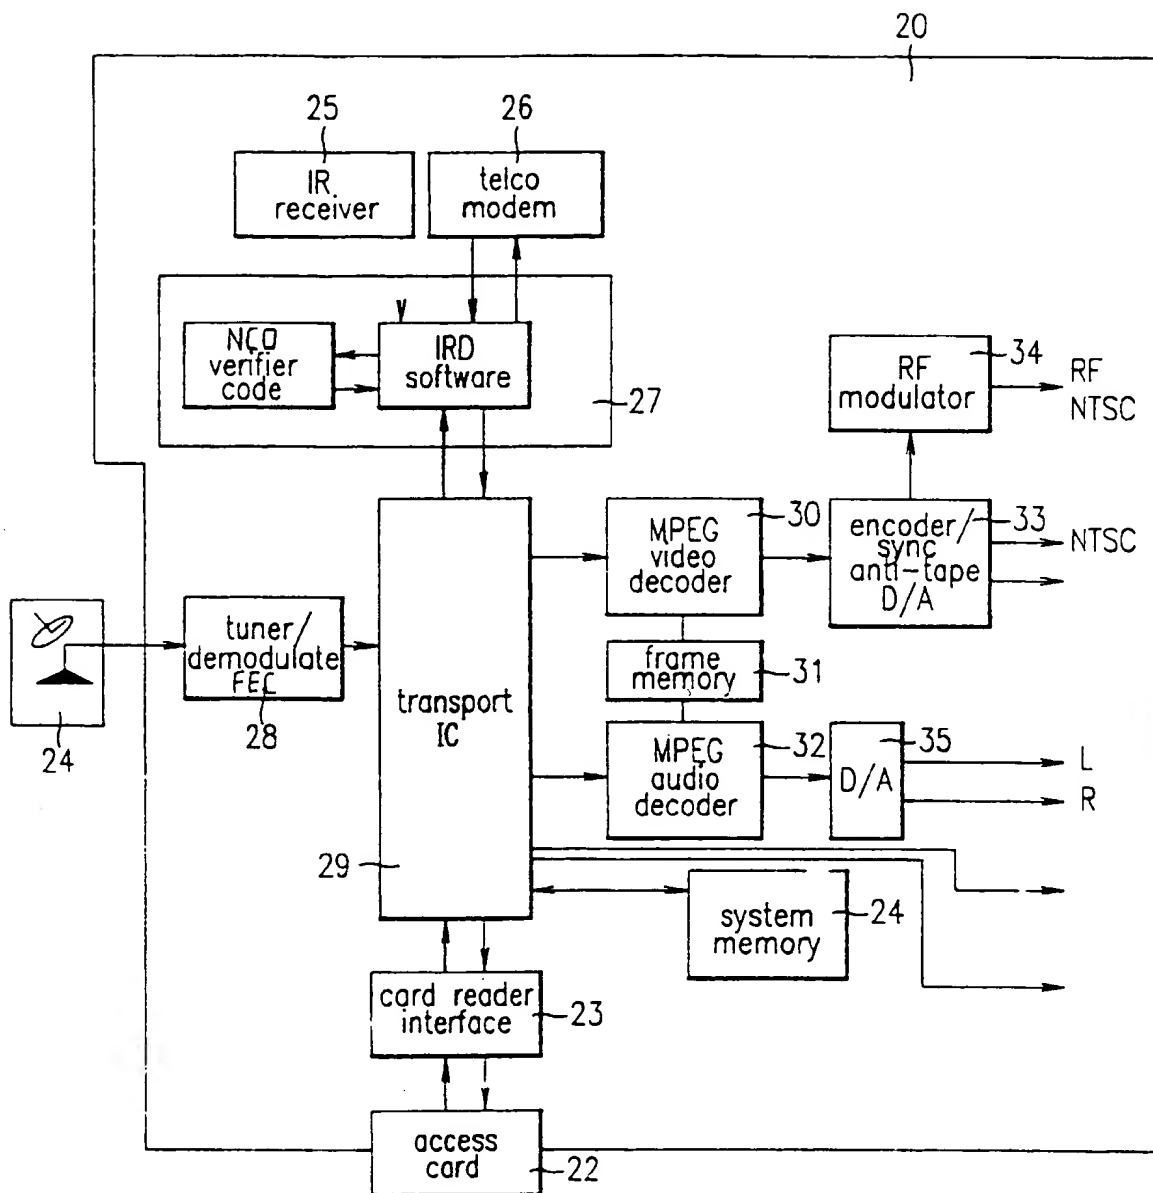 20
25
26
IR
receiver
telco
modem
NCO
verifier
code
IRD
software
27
RF
modulator
34
RF
NTSC
MPEG
video
decoder
30
encoder/
sync
anti-tape
D/A
33
NTSC
tuner/
demodulate
FEC
28
24
transport
IC
29
frame
memory
31
MPEG
audio
decoder
32
D/A
35
L
R
system
memory
24
card reader
interface
23
access
card
22